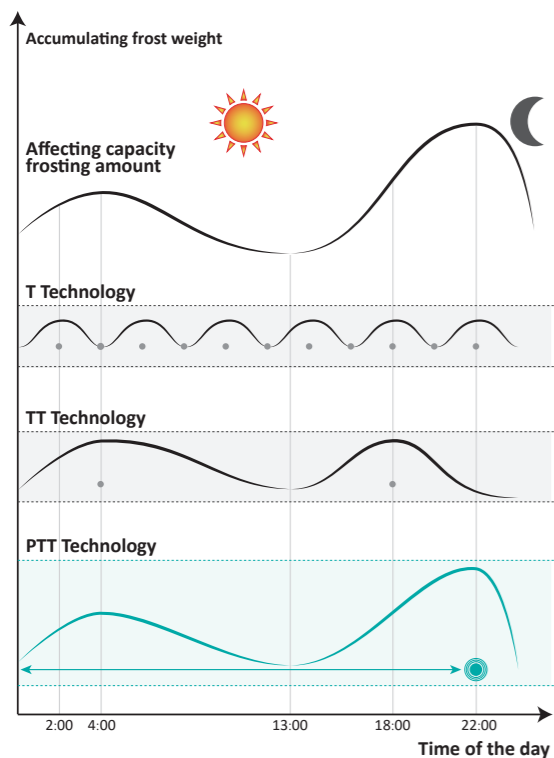 Accumulating frost weight
Affecting capacity
frosting amount
T Technology
TT Technology
PTT Technology
2:00 4:00 13:00 18:00 22:00
Time of the day